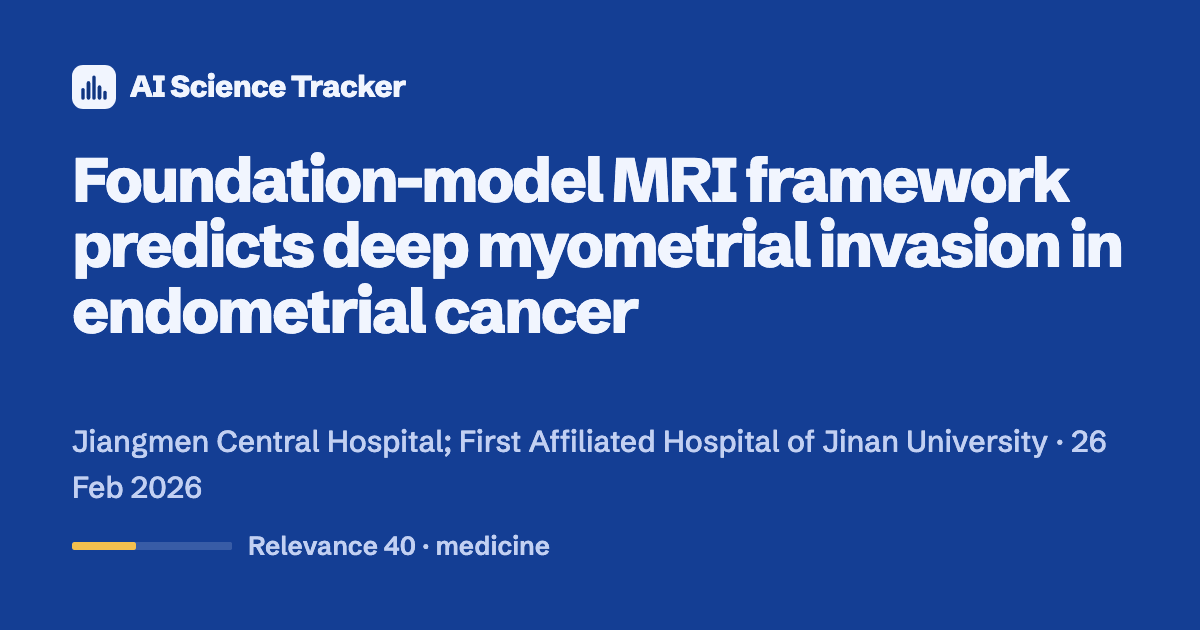 AI Science Tracker
Foundation-model MRI framework
predicts deep myometrial invasion in
endometrial cancer
Jiangmen Central Hospital; First Affiliated Hospital of Jinan University · 26
Feb 2026
Relevance 40 · medicine